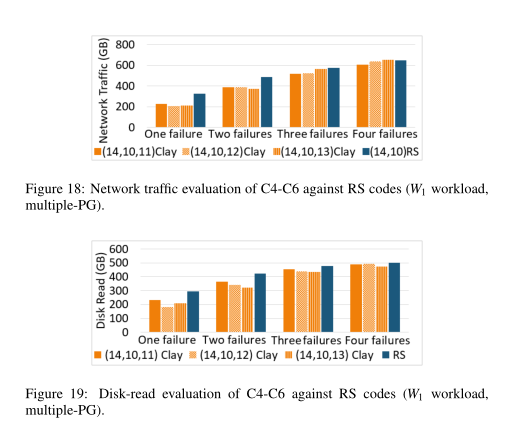 800
600
400
200
0
Network Traffic (GB)
One failure Two failures Three failures Four failures
(14,10,11)Clay (14,10,12)Clay (14,10,13)Clay (14,10)RS
Figure 18: Network traffic evaluation of C4-C6 against RS codes (W1 workload,
multiple-PG).
600
500
400
300
200
100
0
Disk Read (GB)
One failure Two failures Three failures Four failures
(14,10,11) Clay (14,10,12) Clay (14,10,13) Clay RS
Figure 19: Disk-read evaluation of C4-C6 against RS codes (W1 workload,
multiple-PG).